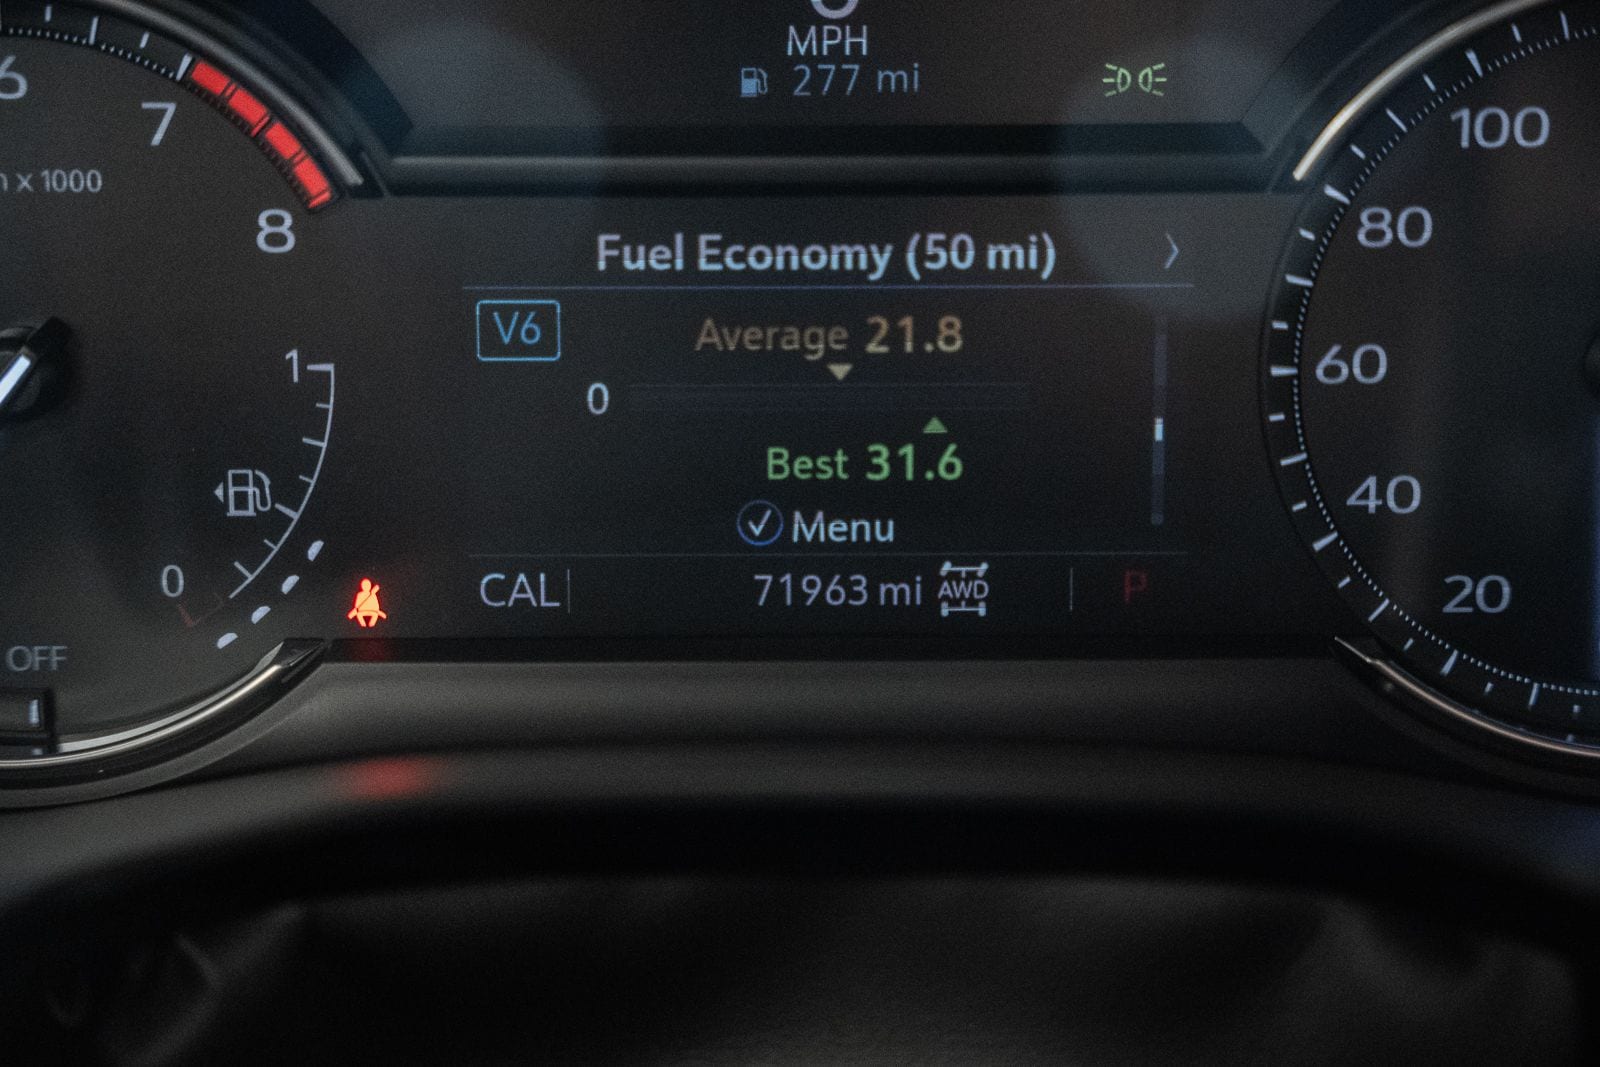 MPH
277 mi
6
7
8
x 1000
1
0
OFF
Fuel Economy (50 mi)
V6
Average 21.8
0
Best 31.6
Menu
CAL
71963 mi AWD
P
100
80
60
40
20